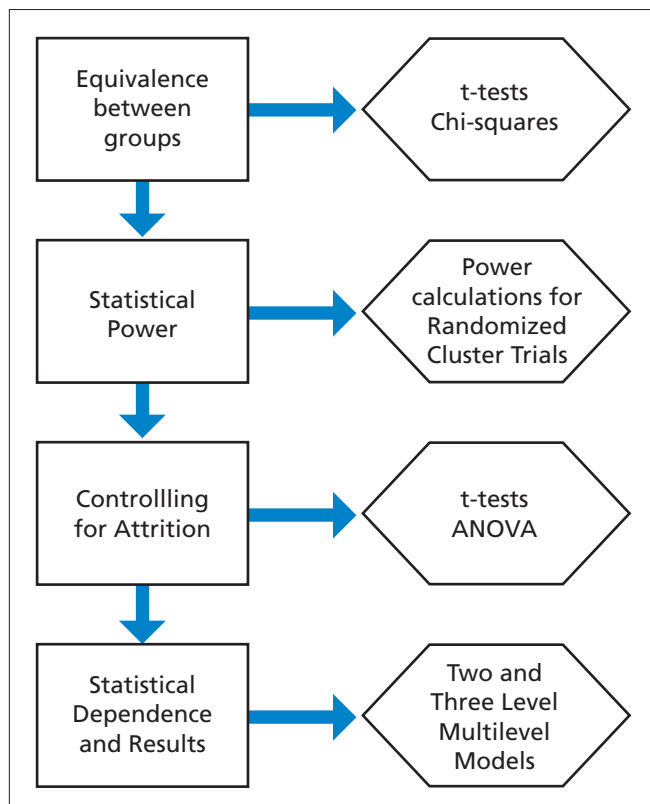 Equivalence
between
groups
t-tests
Chi-squares
Statistical
Power
Power
calculations for
Randomized
Cluster Trials
Controllling
for Attrition
t-tests
ANOVA
Statistical
Dependence
and Results
Two and
Three Level
Multilevel
Models